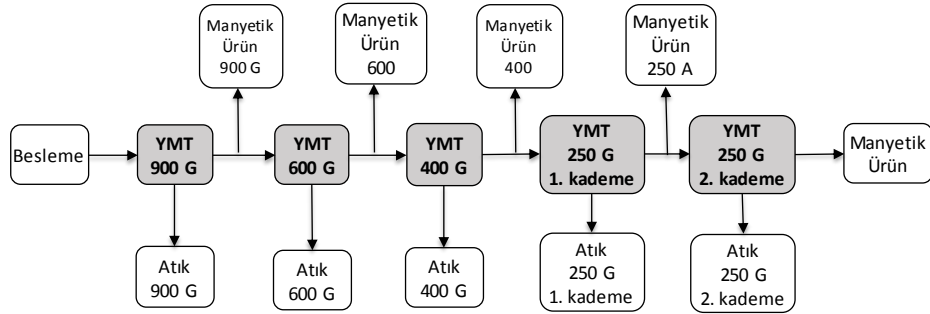 Manyetik
Ürün
900 G
Manyetik
Ürün
600
Manyetik
Ürün
400
Manyetik
Ürün
250 A
Besleme
YMT
900 G
YMT
600 G
YMT
400 G
YMT
250 G
1. kademe
YMT
250 G
2. kademe
Manyetik
Ürün
Atık
900 G
Atık
600 G
Atık
400 G
Atık
250 G
1. kademe
Atık
250 G
2. kademe